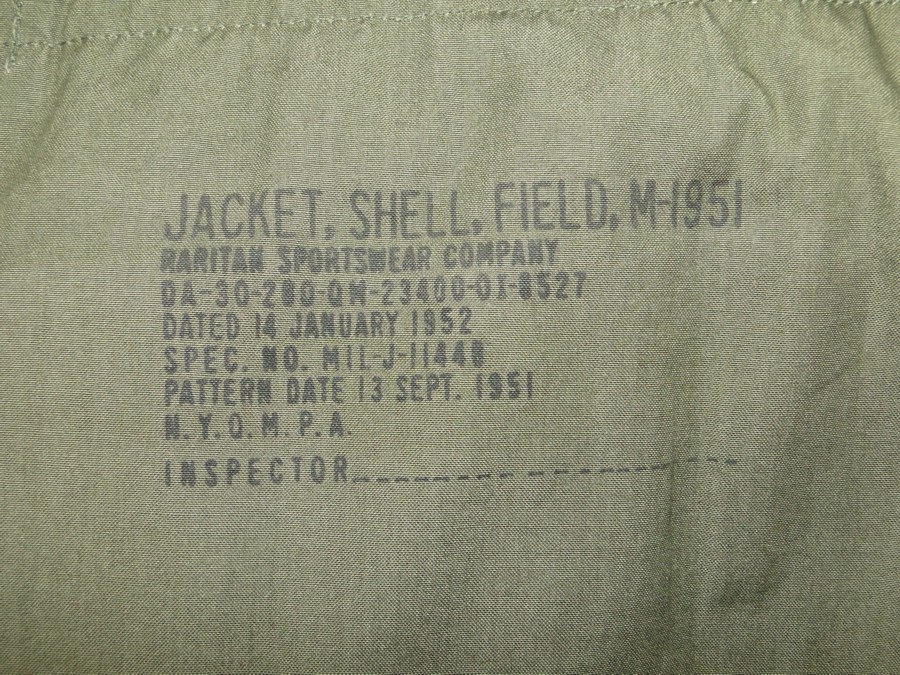 JACKET, SHELL, FIELD, M-1951
RARITAN SPORTSWEAR COMPANY
DA-30-280-QM-23400-OI-8527
DATED 14 JANUARY 1952
SPEC. NO. MIL-J-11448
PATTERN DATE 13 SEPT. 1951
N.Y.Q.M.P.A.
INSPECTOR